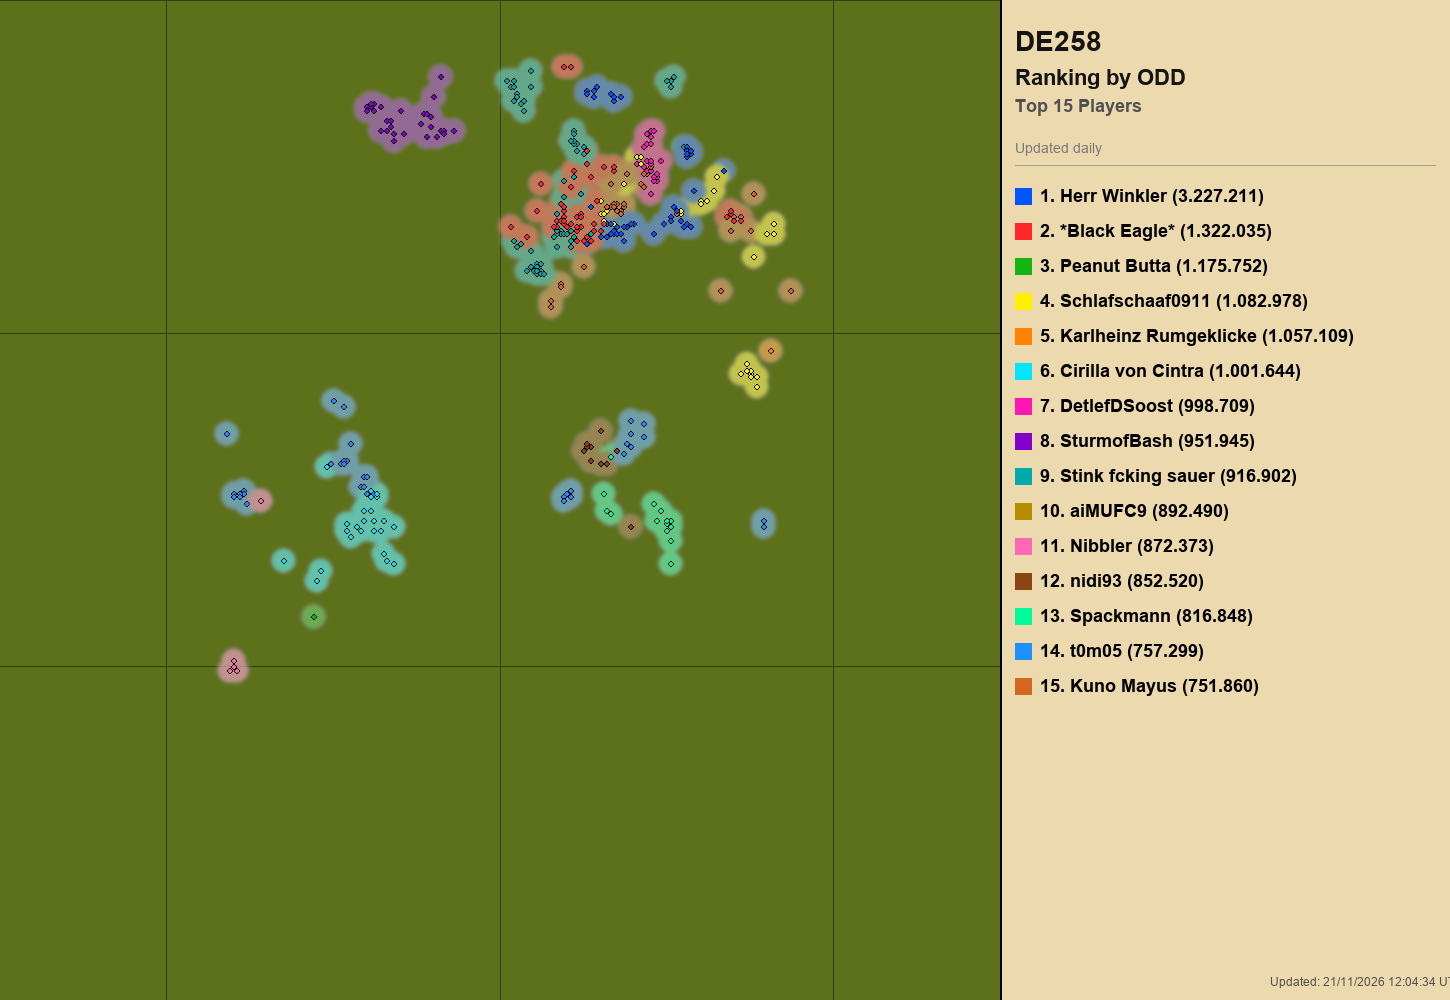 DE258
Ranking by ODD
Top 15 Players
Updated daily
1. Herr Winkler (3.227.211)
2. *Black Eagle* (1.322.035)
3. Peanut Butta (1.175.752)
4. Schlafschaaf0911 (1.082.978)
5. Karlheinz Rumgeklicke (1.057.109)
6. Cirilla von Cintra (1.001.644)
7. DetlefDSoost (998.709)
8. SturmofBash (951.945)
9. Stink fcking sauer (916.902)
10. aiMUFC9 (892.490)
11. Nibbler (872.373)
12. nidi93 (852.520)
13. Spackmann (816.848)
14. t0m05 (757.299)
15. Kuno Mayus (751.860)
Updated: 21/11/2026 12:04:34